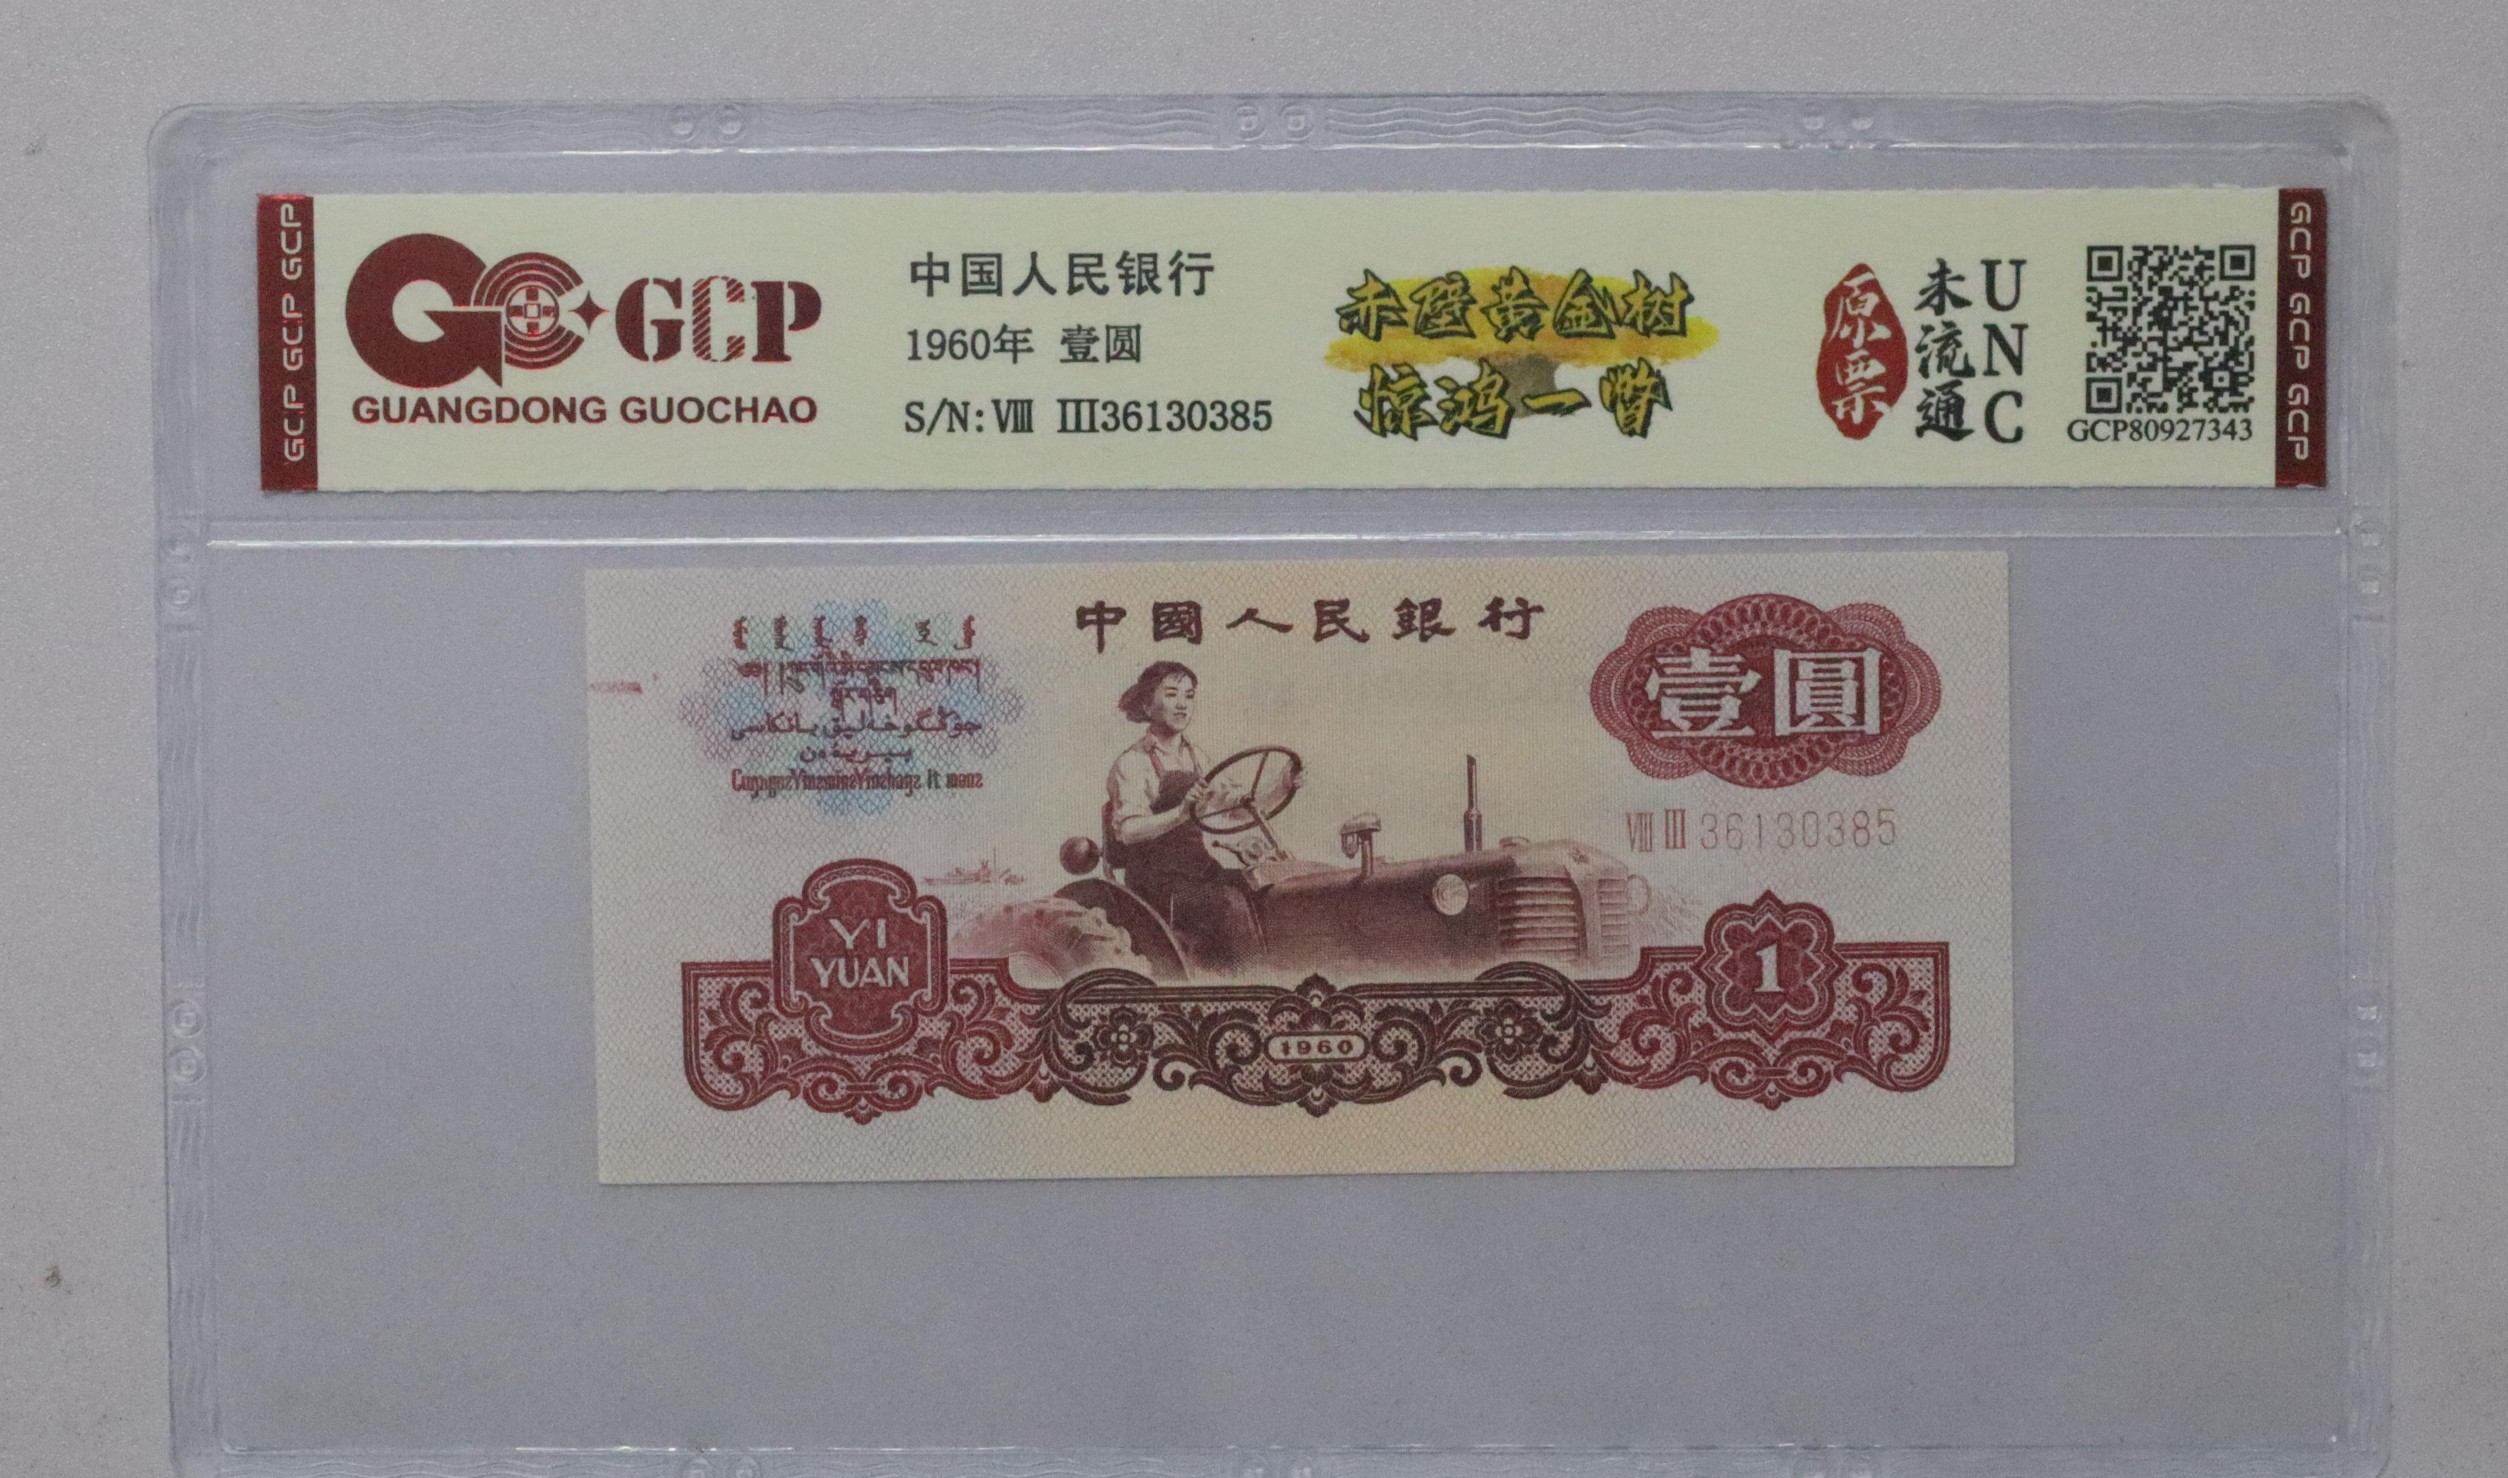 GCP GCP GCP
GCP
GUANGDONG GUOCHAO
中国人民银行
1960年 壹圆
S/N: Ⅷ Ⅲ36130385
赤壁黄金树
惊鸿一瞥
原票
未流通
UNC
GCP80927343
GCP GCP GCP
中國人民銀行
壹圓
Ⅷ Ⅲ 36130385
YI
YUAN
1960
1